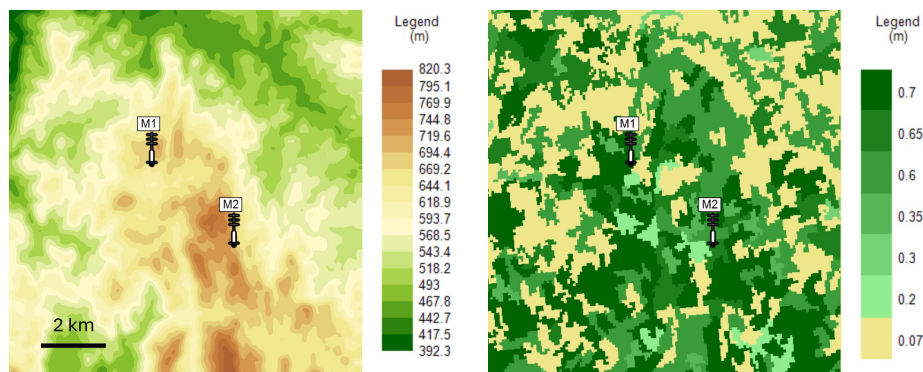 Legend
(m)
M1
M2
2 km
820.3
795.1
769.9
744.8
719.6
694.4
669.2
644.1
618.9
593.7
568.5
543.4
518.2
493
467.8
442.7
417.5
392.3
Legend
(m)
M1
M2
0.7
0.65
0.6
0.35
0.3
0.2
0.07